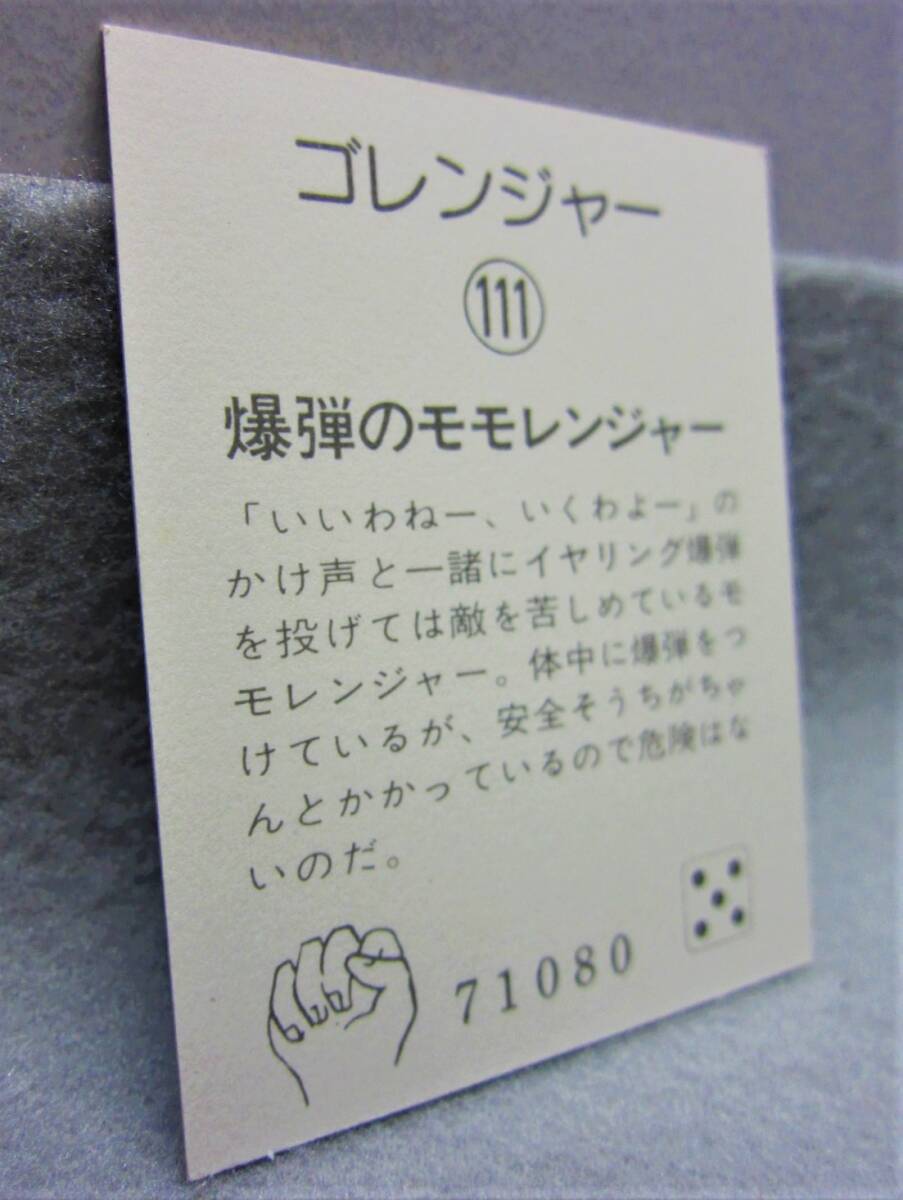 ゴレンジャー
111
爆弾のモモレンジャー
「いいわねー、いくわよー」の
かけ声と一諸にイヤリング爆弾
を投げては敵を苦しめているモ
モレンジャー。体中に爆弾をつ
けているが、安全そうちがちゃ
んとかかっているので危険はな
いのだ。
71080